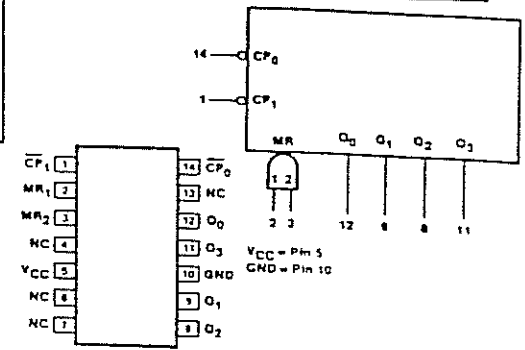 14 CP0
1 CP1
MR Q0 Q1 Q2 Q3
1 2
2 3 12 9 8 11
VCC = Pin 5
GND = Pin 10
CP1 1 14 CP0
MR1 2 13 NC
MR2 3 12 Q0
NC 4 11 Q3
VCC 5 10 GND
NC 6 9 Q1
NC 7 8 Q2